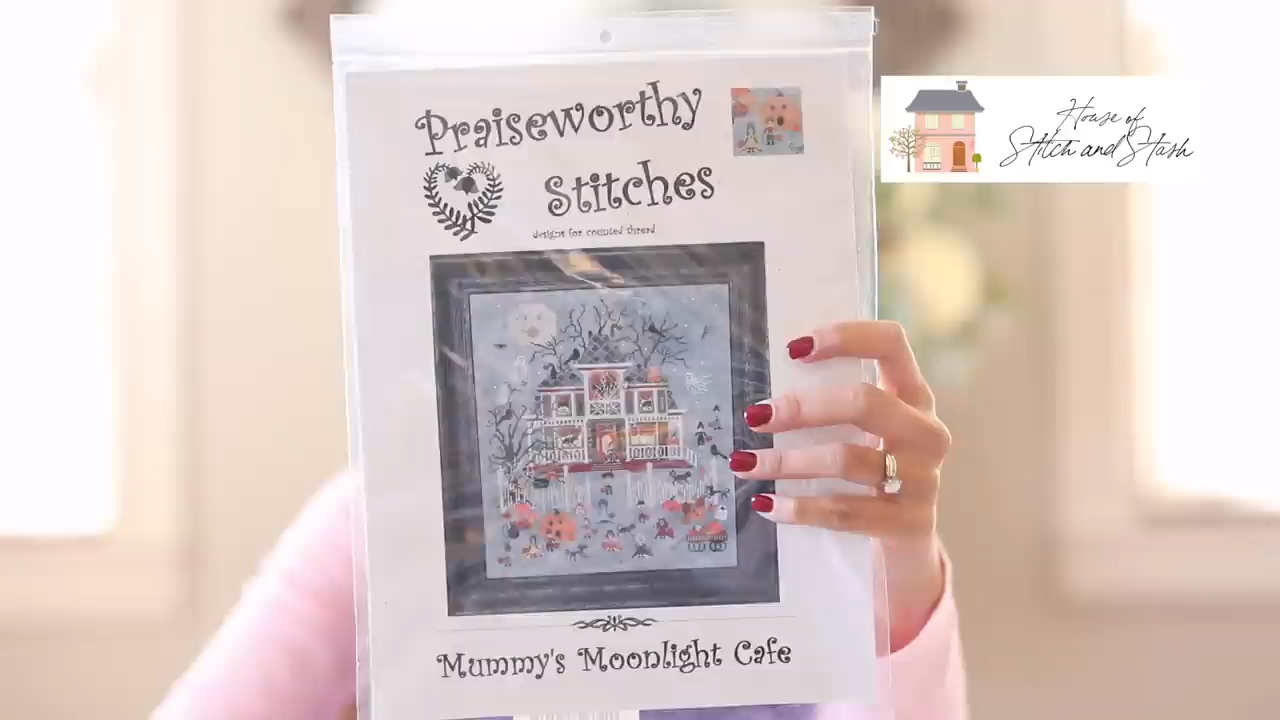 Praiseworthy
Stitches
designs for counted thread
Mummy's Moonlight Cafe
House of
Stitch and Stash